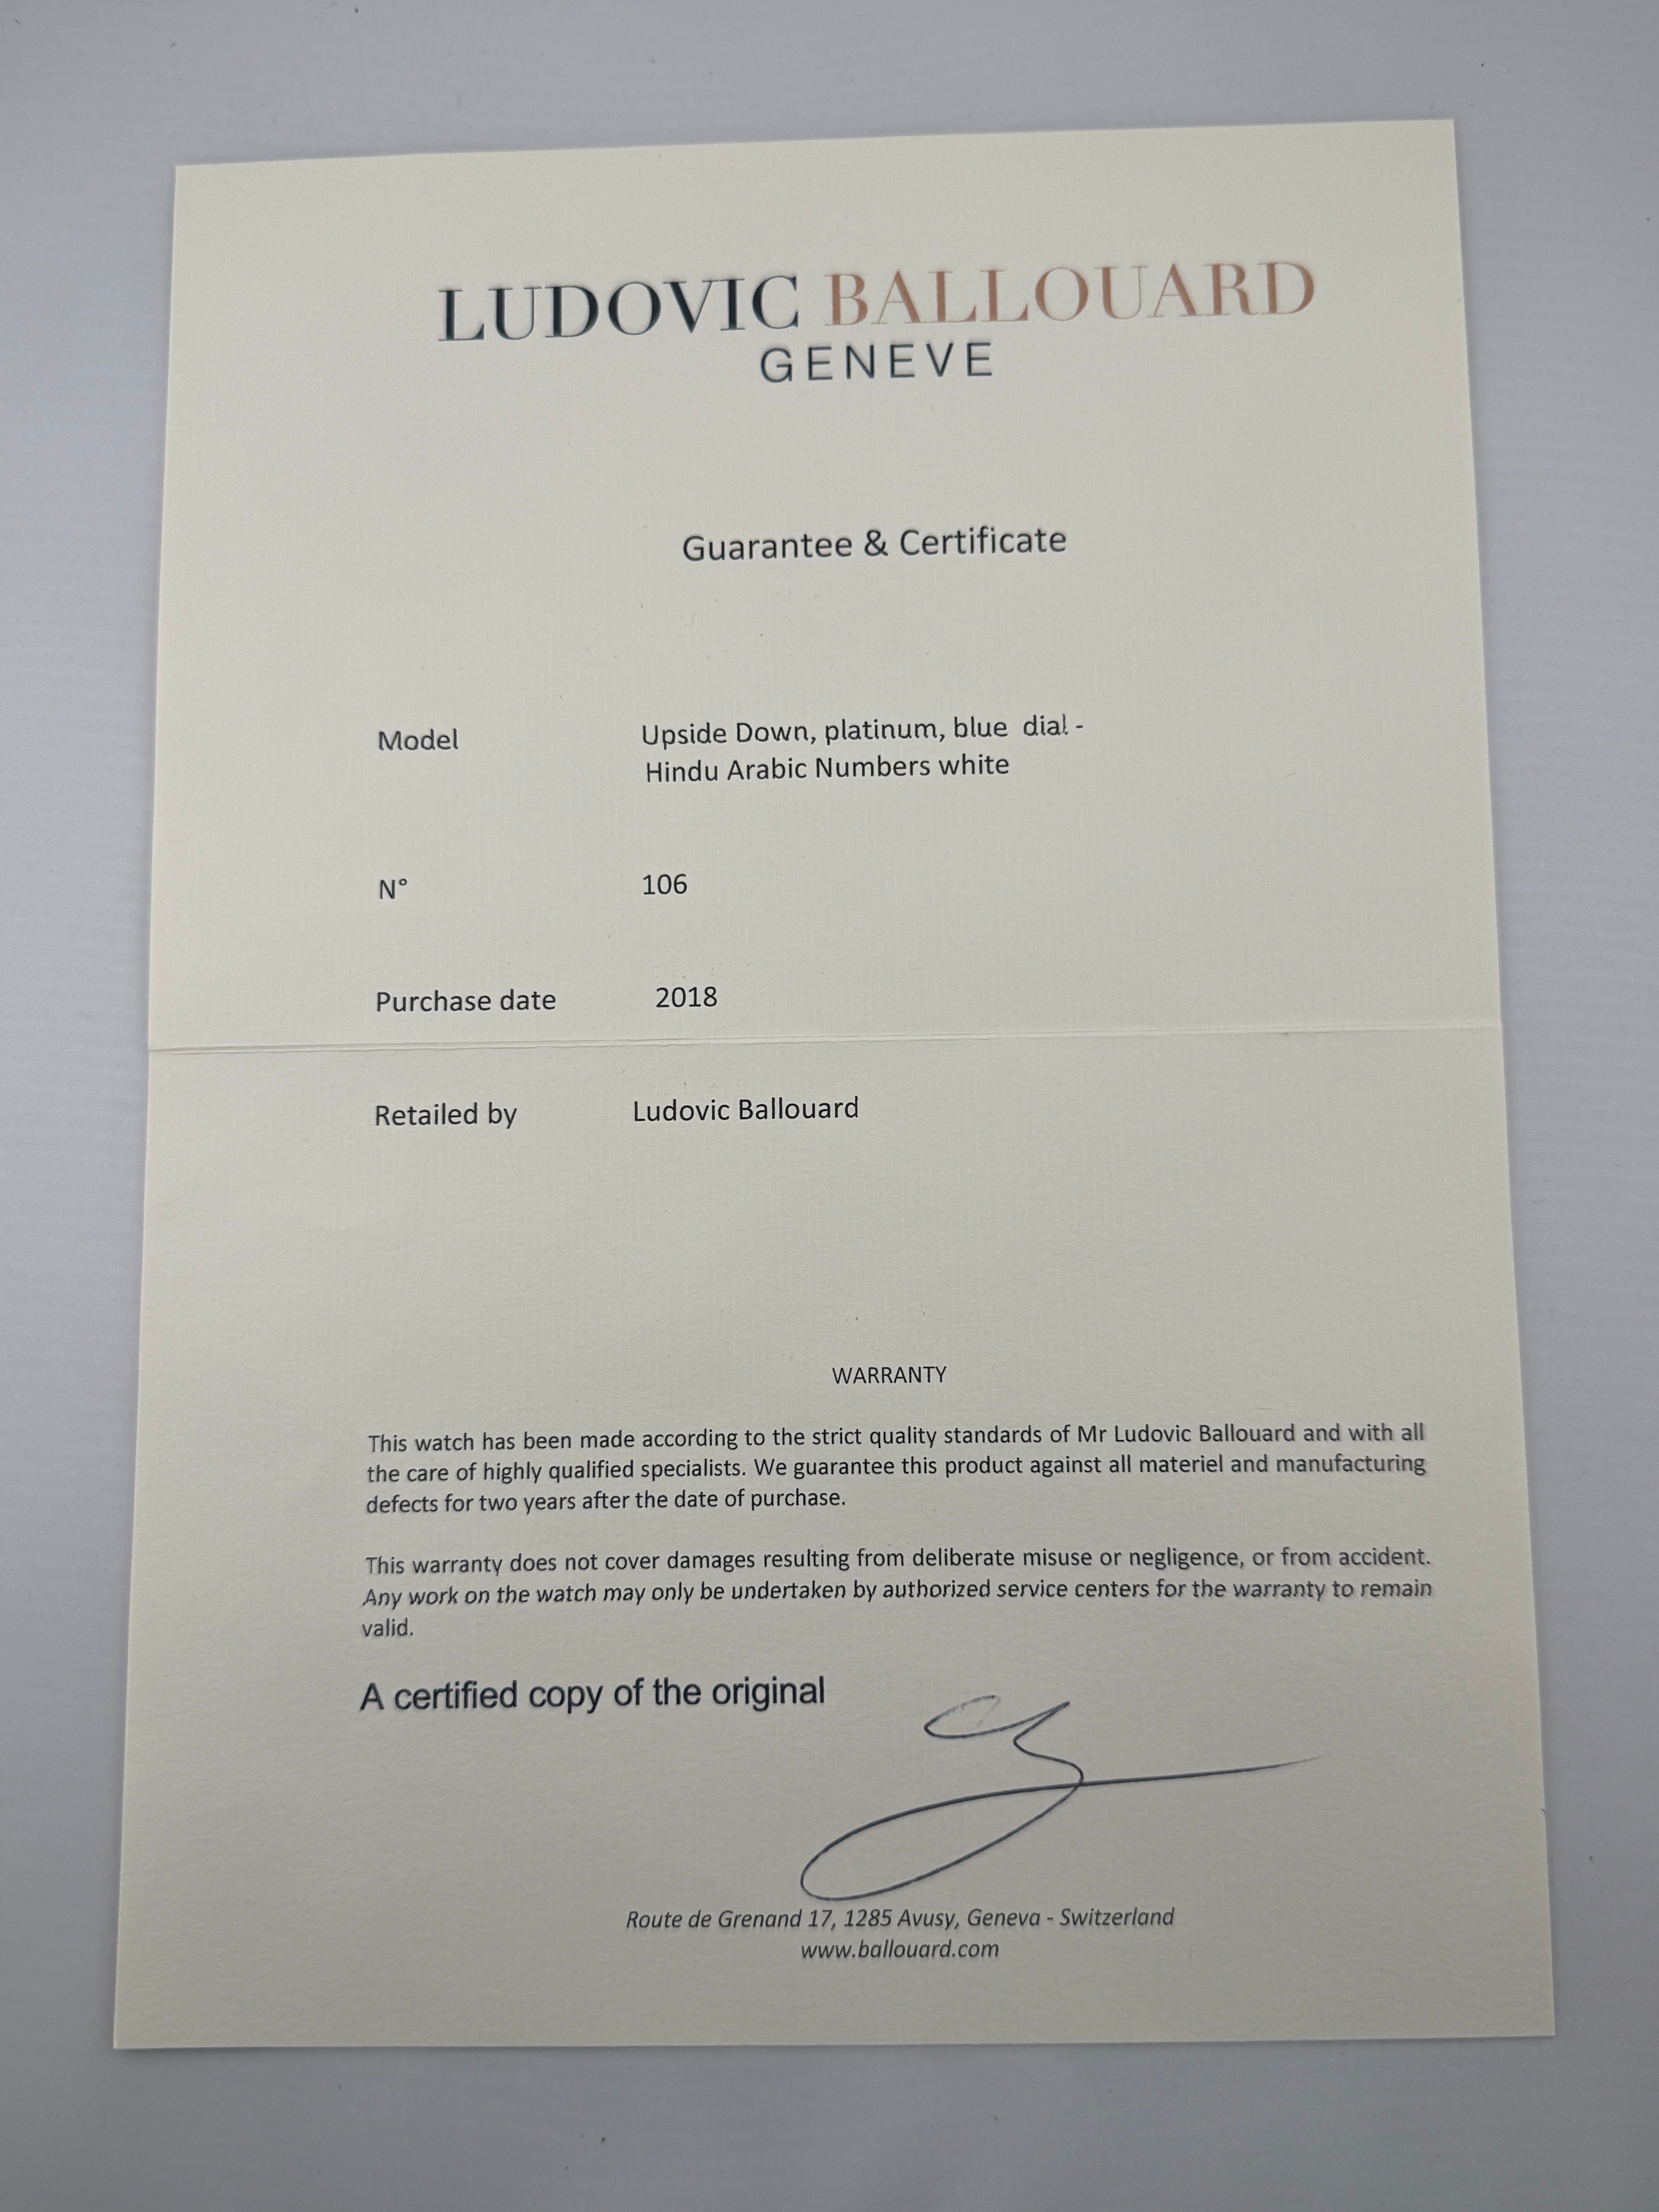 LUDOVIC BALLOUARD
GENEVE
Guarantee & Certificate
Model Upside Down, platinum, blue dial -
Hindu Arabic Numbers white
N° 106
Purchase date 2018
Retailed by Ludovic Ballouard
WARRANTY
This watch has been made according to the strict quality standards of Mr Ludovic Ballouard and with all
the care of highly qualified specialists. We guarantee this product against all materiel and manufacturing
defects for two years after the date of purchase.
This warranty does not cover damages resulting from deliberate misuse or negligence, or from accident.
Any work on the watch may only be undertaken by authorized service centers for the warranty to remain
valid.
A certified copy of the original
Route de Grenand 17, 1285 Avusy, Geneva - Switzerland
www.ballouard.com